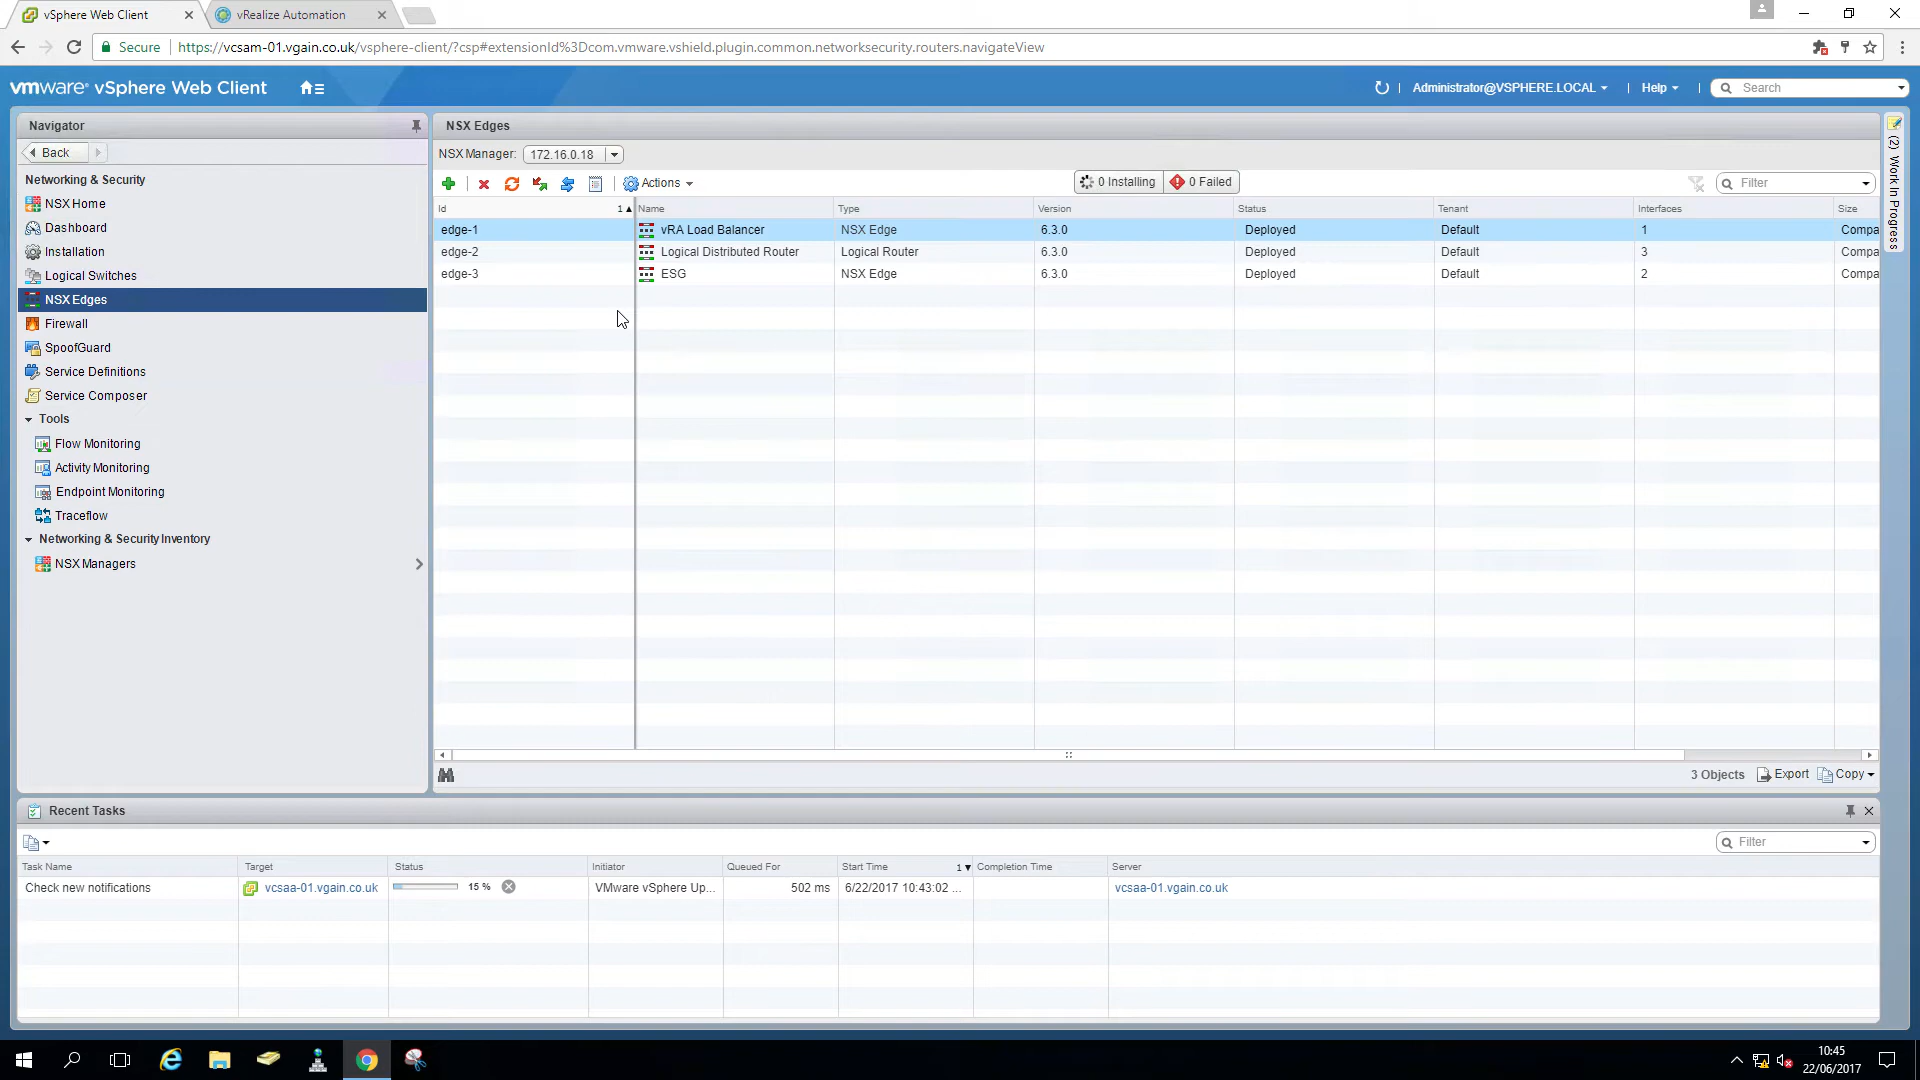 vSphere Web Client
vRealize Automation
Secure
https://vcsam-01.vgain.co.uk/vsphere-client/?csp#extensionId%3Dcom.vmware.vshield.plugin.common.networksecurity.routers.navigateView
vmware® vSphere Web Client
Administrator@VSPHERE.LOCAL
Help
Search
Navigator
Back
Networking & Security
NSX Home
Dashboard
Installation
Logical Switches
NSX Edges
Firewall
SpoofGuard
Service Definitions
Service Composer
Tools
Flow Monitoring
Activity Monitoring
Endpoint Monitoring
Traceflow
Networking & Security Inventory
NSX Managers
NSX Edges
NSX Manager: 172.16.0.18
Actions
0 Installing
0 Failed
Filter
Id 1 Name Type Version Status Tenant Interfaces Size
edge-1 vRA Load Balancer NSX Edge 6.3.0 Deployed Default 1 Compa
edge-2 Logical Distributed Router Logical Router 6.3.0 Deployed Default 3 Compa
edge-3 ESG NSX Edge 6.3.0 Deployed Default 2 Compa
3 Objects Export Copy
(2) Work In Progress
Recent Tasks
Filter
Task Name Target Status Initiator Queued For Start Time 1 Completion Time Server
Check new notifications vcsaa-01.vgain.co.uk 15 % VMware vSphere Up... 502 ms 6/22/2017 10:43:02 ... vcsaa-01.vgain.co.uk
10:45
22/06/2017